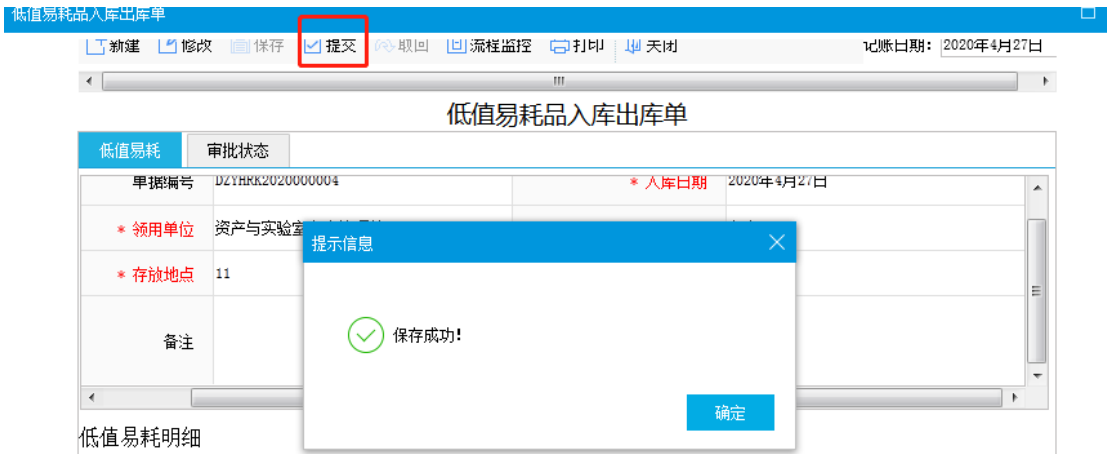 低值易耗品入库出库单
新建 修改 保存 提交 取回 流程监控 打印 关闭 记账日期: 2020年4月27日
低值易耗品入库出库单
低值易耗 审批状态
单据编号 DZYHRK2020000004 * 入库日期 2020年4月27日
* 领用单位 资产与实验室
提示信息
* 存放地点 11
备注 保存成功!
确定
低值易耗明细